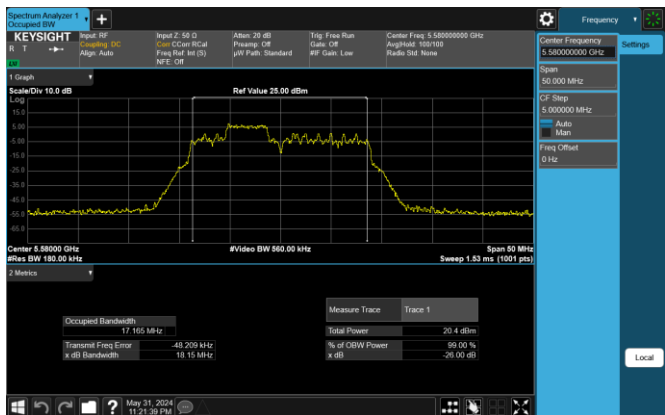 Spectrum Analyzer 1
Occupied BW
Frequency
KEYSIGHT
R T
Input: RF
Coupling: DC
Align: Auto
Input Z: 50 Ω
Corr CCorr RCal
Freq Ref: Int (S)
NFE: Off
Atten: 20 dB
Preamp: Off
µW Path: Standard
Trig: Free Run
Gate: Off
#IF Gain: Low
Center Freq: 5.580000000 GHz
Avg|Hold: 100/100
Radio Std: None
Center Frequency
5.580000000 GHz
Settings
Span
50.000 MHz
CF Step
5.000000 MHz
Auto
Man
Freq Offset
0 Hz
Local
1 Graph
Scale/Div 10.0 dB
Ref Value 25.00 dBm
Log
15.0
5.00
-5.00
-15.0
-25.0
-35.0
-45.0
-55.0
-65.0
Center 5.58000 GHz
#Video BW 560.00 kHz
Span 50 MHz
#Res BW 180.00 kHz
Sweep 1.53 ms (1001 pts)
2 Metrics
Occupied Bandwidth
17.165 MHz
Transmit Freq Error -48.209 kHz
x dB Bandwidth 18.15 MHz
Measure Trace Trace 1
Total Power 20.4 dBm
% of OBW Power 99.00 %
x dB -26.00 dB
May 31, 2024
11:21:39 PM